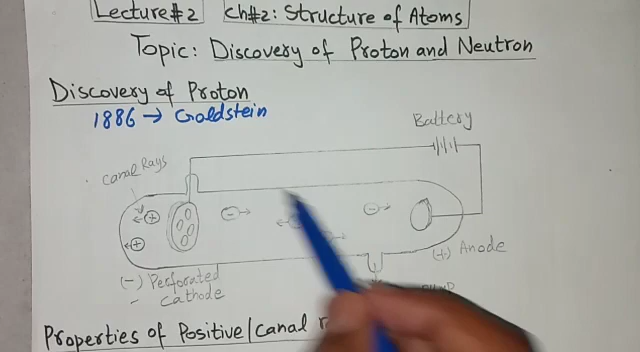 Lecture#2 Ch#2: Structure of Atoms
Topic: Discovery of Proton and Neutron
Discovery of Proton
1886 → Goldstein
Battery
Canal Rays
(+) Anode
(-) Perforated
Cathode
Properties of Positive/Canal